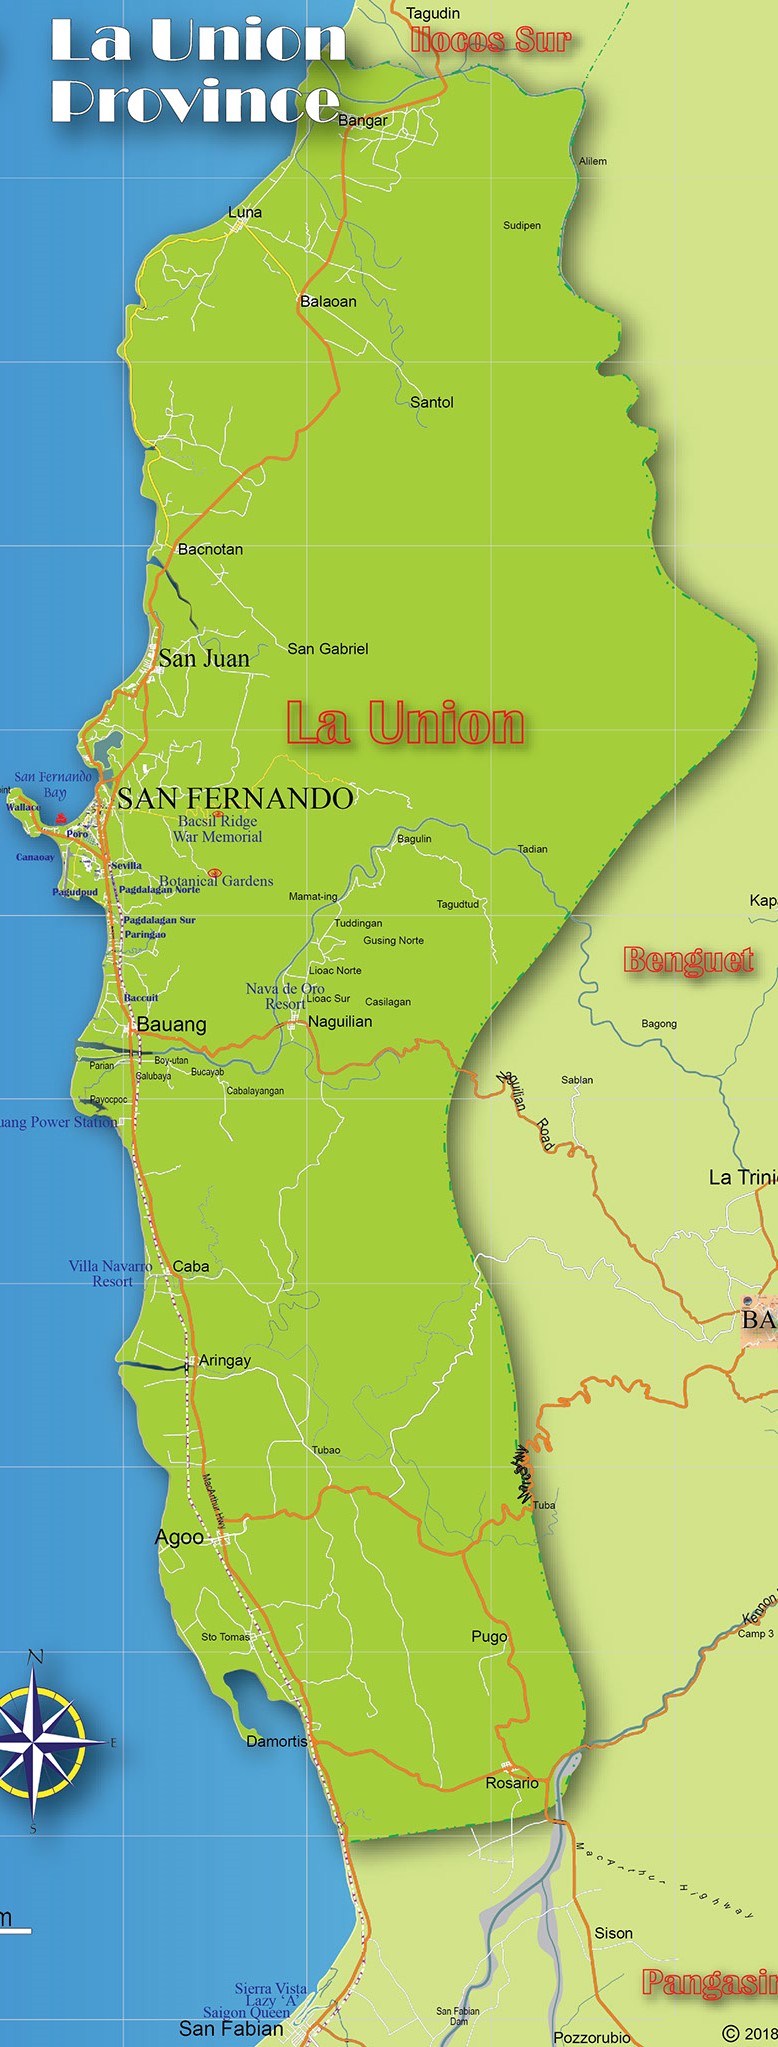 La Union
Province
Tagudin
Ilocos Sur
Bangar
Alilem
Luna
Sudipen
Balaoan
Santol
Bacnotan
San Gabriel
San Juan
La Union
San Fernando
Bay
SAN FERNANDO
Wallace
Bacsil Ridge
War Memorial
Poro
Bagulin
Tadian
Canaoay
Sevilla
Botanical Gardens
Pagudpud
Pagdalagan Norte
Mamat-ing
Tagudtud
Kapa
Pagdalagan Sur
Tuddingan
Paringao
Gusing Norte
Benguet
Lioac Norte
Nava de Oro
Resort
Baccuit
Lioac Sur
Casilagan
Bauang
Naguilian
Bagong
Parian
Boy-utan
Galubaya
Bucayab
Cabalayangan
Naguilian Road
Sablan
Payocpoc
uang Power Station
La Trini
Villa Navarro
Resort
Caba
BA
Aringay
Tubao
Marcos Hwy
MacArthur Hwy
Tuba
Agoo
Kennon
Camp 3
Sto Tomas
Pugo
N
E
S
Damortis
Rosario
MacArthur Highway
m
Sison
Sierra Vista
Lazy 'A'
Saigon Queen
Pangasin
San Fabian
San Fabian
Dam
Pozzorubio
© 2018